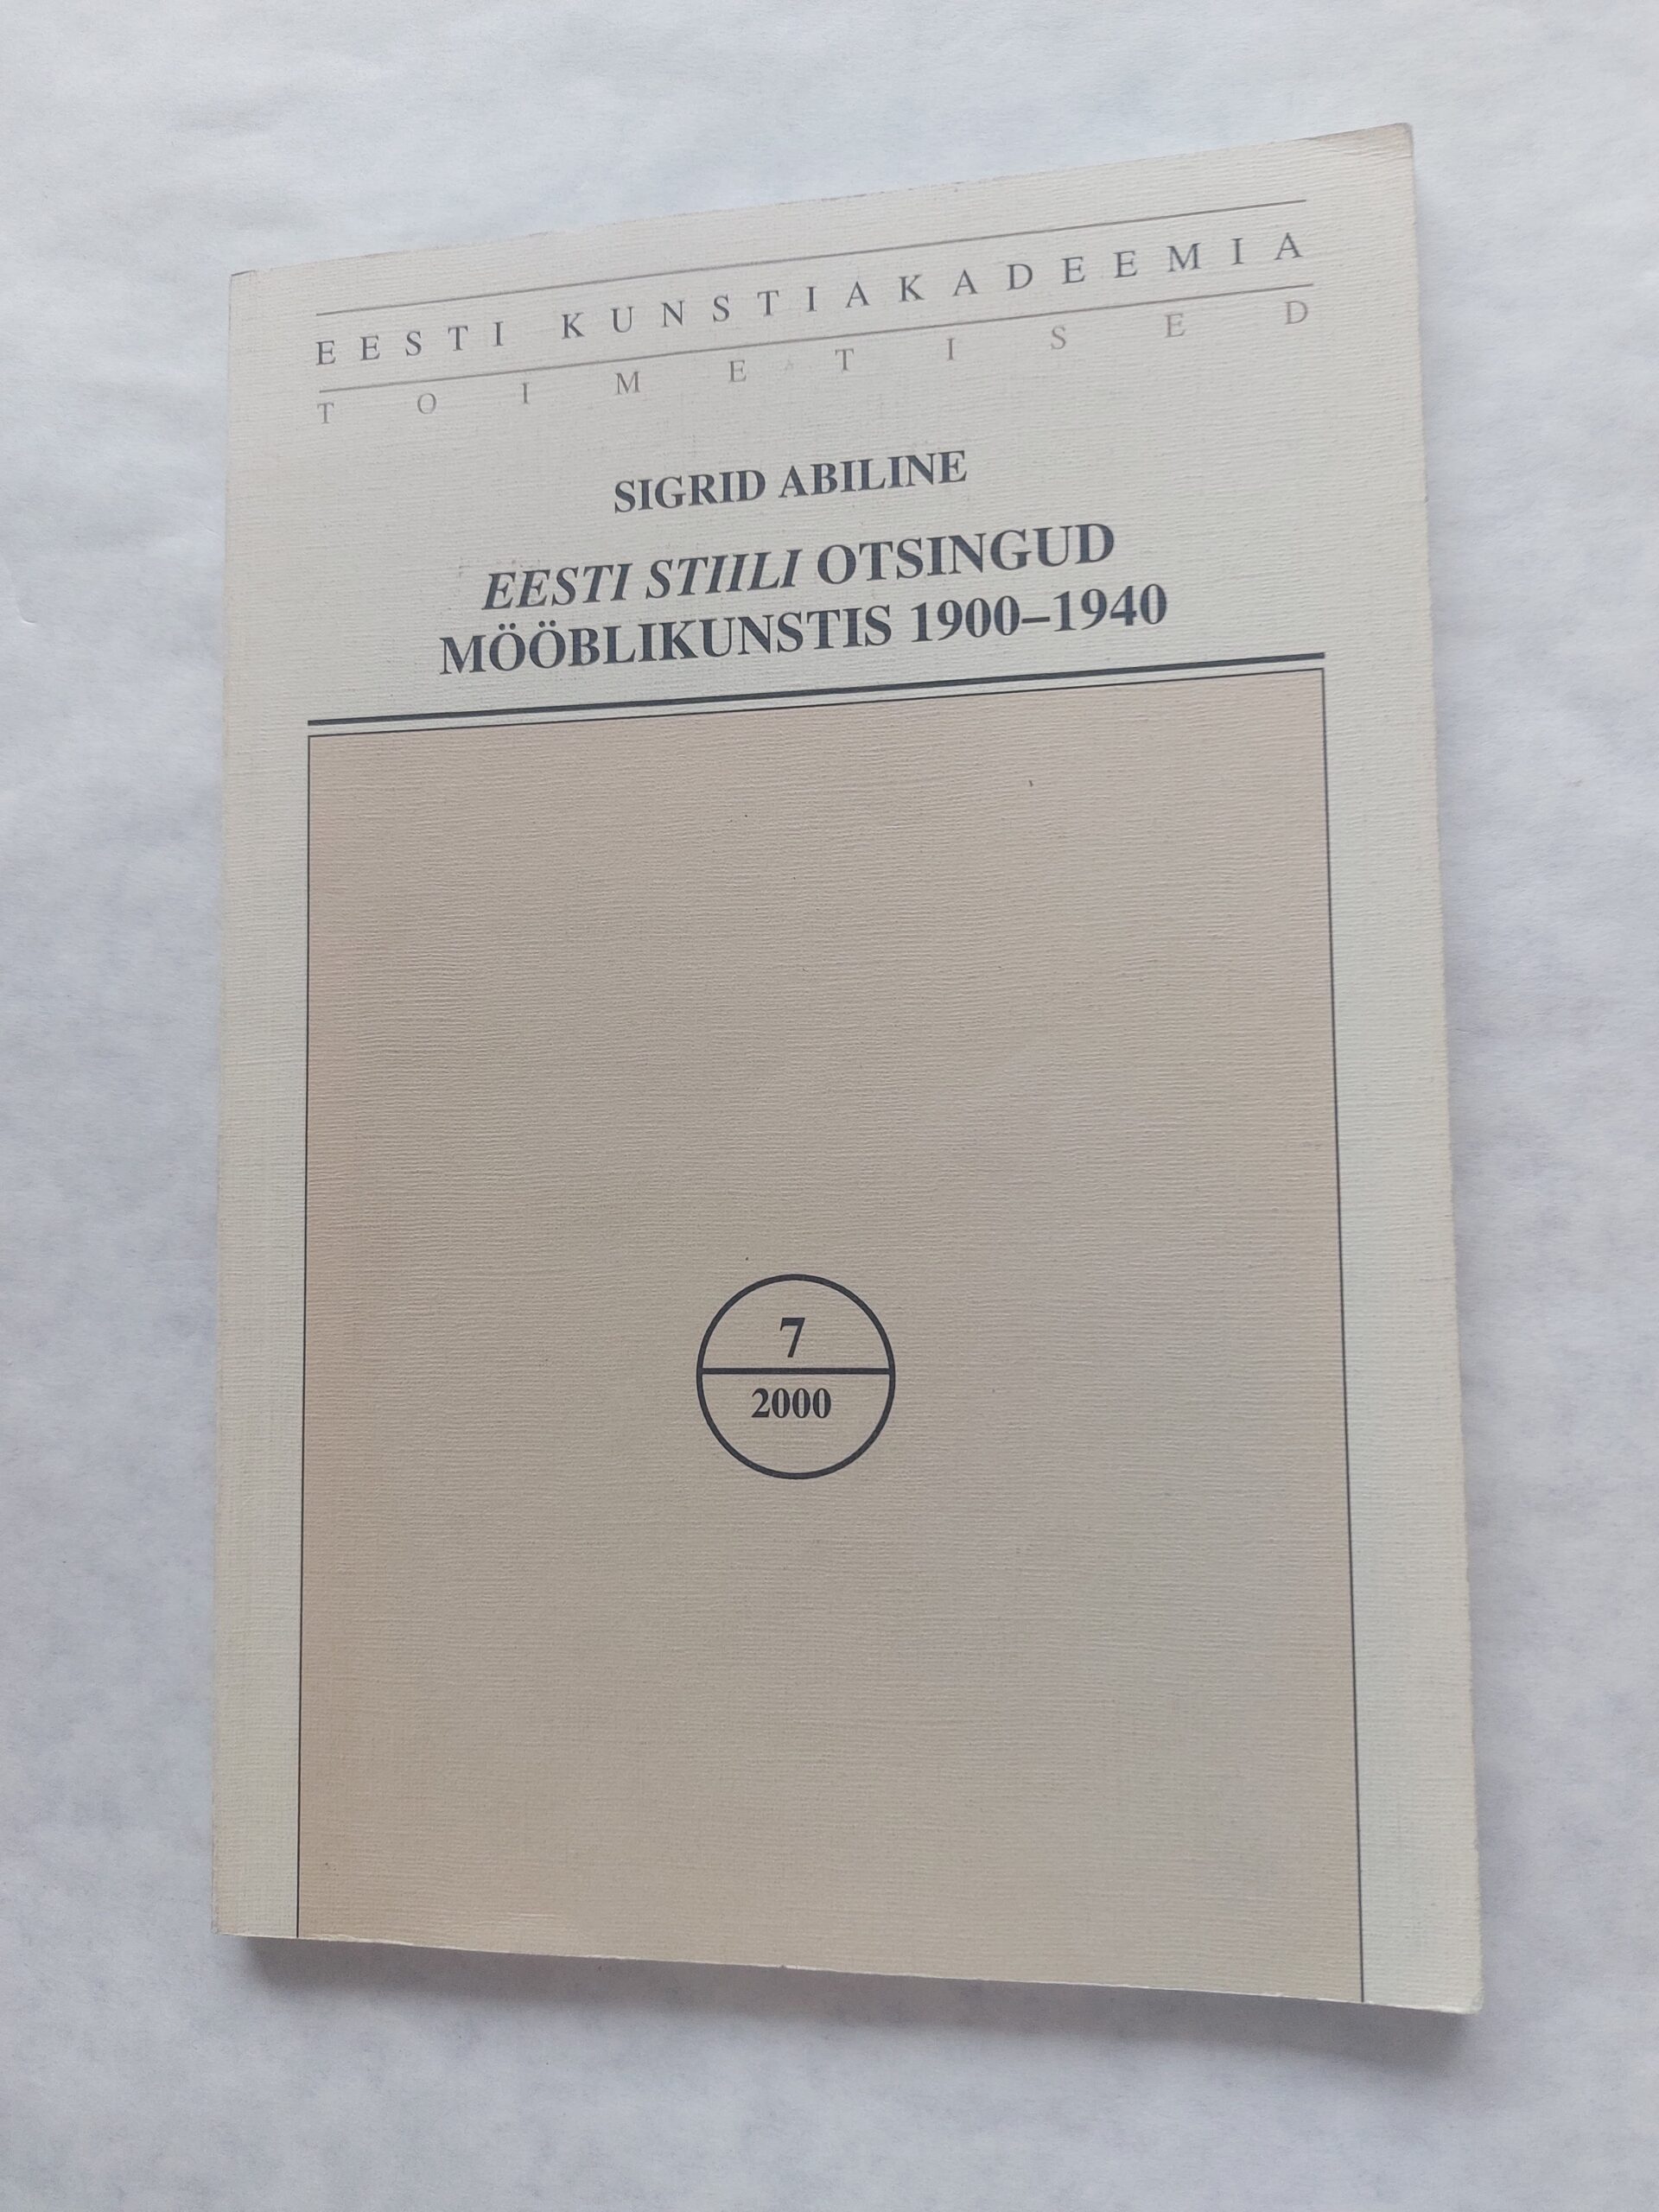 EESTI KUNSTIAKADEEMIA
TOIMETISED
SIGRID ABILINE
EESTI STIILI OTSINGUD
MÖÖBLIKUNSTIS 1900–1940
7
2000